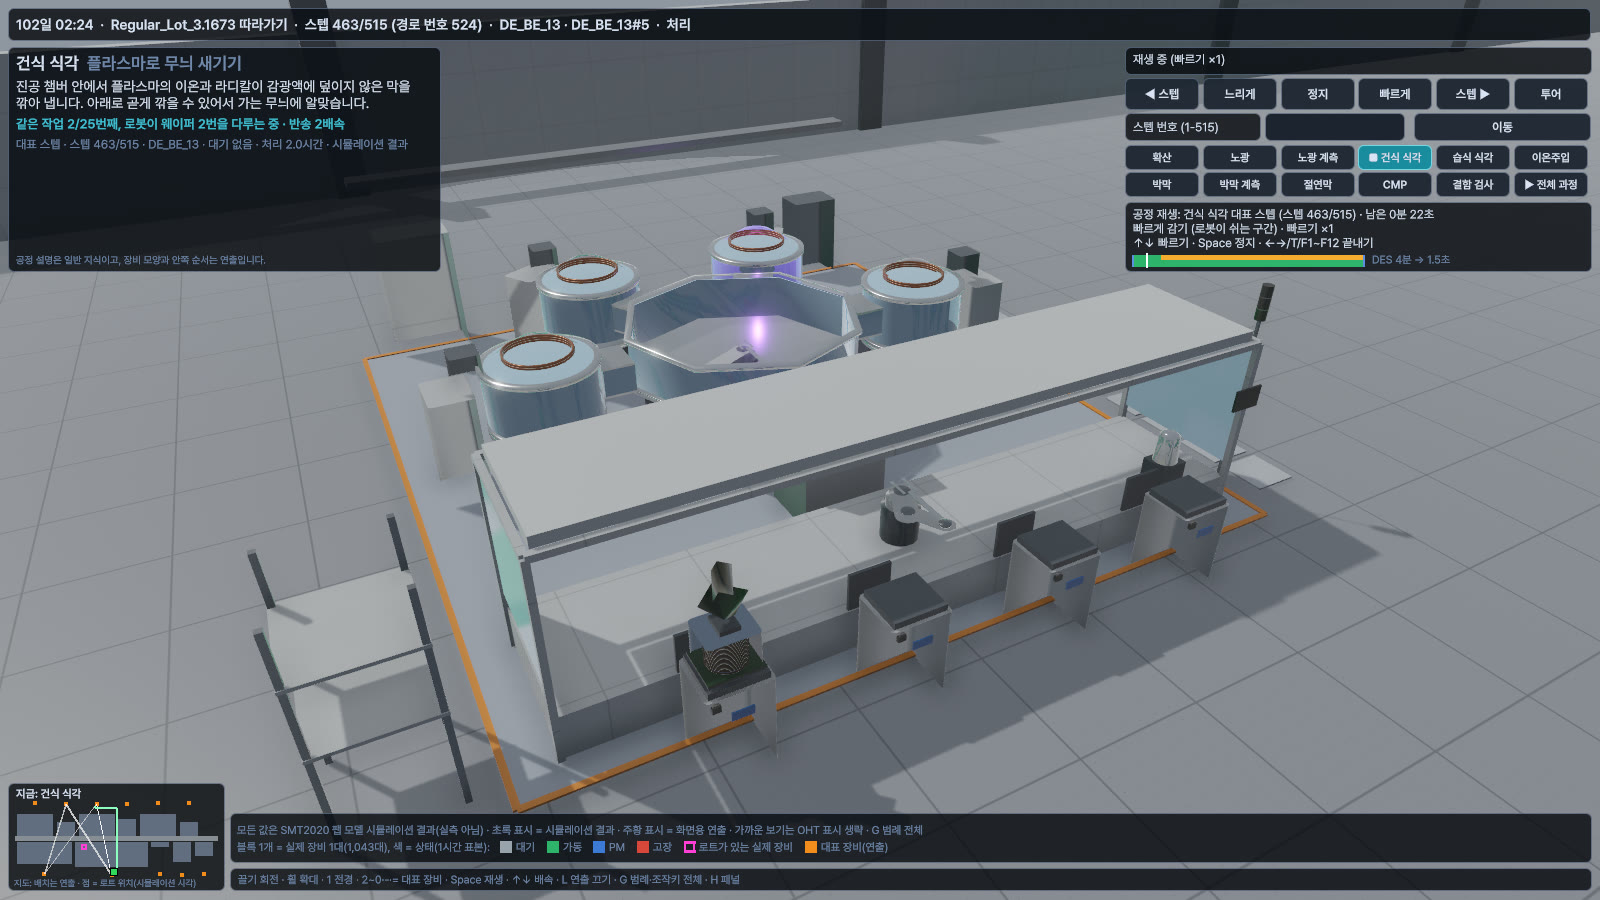 102일 02:24 · Regular_Lot_3.1673 따라가기 · 스텝 463/515 (경로 번호 524) · DE_BE_13 · DE_BE_13#5 · 처리
건식 식각 플라스마로 무늬 새기기
진공 챔버 안에서 플라스마의 이온과 라디칼이 감광액에 덮이지 않은 막을
깎아 냅니다. 아래로 곧게 깎을 수 있어서 가는 무늬에 알맞습니다.
같은 작업 2/25번째, 로봇이 웨이퍼 2번을 다루는 중 · 반송 2배속
대표 스텝 · 스텝 463/515 · DE_BE_13 · 대기 없음 · 처리 2.0시간 · 시뮬레이션 결과
공정 설명은 일반 지식이고, 장비 모양과 안쪽 순서는 연출입니다.
재생 중 (빠르기 ×1)
◀ 스텝 느리게 정지 빠르게 스텝 ▶ 투어
스텝 번호 (1-515) 이동
확산 노광 노광 계측 건식 식각 습식 식각 이온주입
박막 박막 계측 절연막 CMP 결함 검사 ▶ 전체 과정
공정 재생: 건식 식각 대표 스텝 (스텝 463/515) · 남은 0분 22초
빠르게 감기 (로봇이 쉬는 구간) · 빠르기 ×1
↑↓ 빠르기 · Space 정지 · ←→/T/F1~F12 끝내기
DES 4분 → 1.5초
지금: 건식 식각
지도: 배치는 연출 · 점 = 로트 위치(시뮬레이션 시각)
모든 값은 SMT2020 팹 모델 시뮬레이션 결과(실측 아님) · 초록 표시 = 시뮬레이션 결과 · 주황 표시 = 화면용 연출 · 가까운 보기는 OHT 표시 생략 · G 범례 전체
블록 1개 = 실제 장비 1대(1,043대), 색 = 상태(1시간 표본): 대기 가동 PM 고장 로트가 있는 실제 장비 대표 장비(연출)
끌기 회전 · 휠 확대 · 1 전경 · 2~0·-·= 대표 장비 · Space 재생 · ↑↓ 배속 · L 연출 끄기 · G 범례·조작키 전체 · H 패널